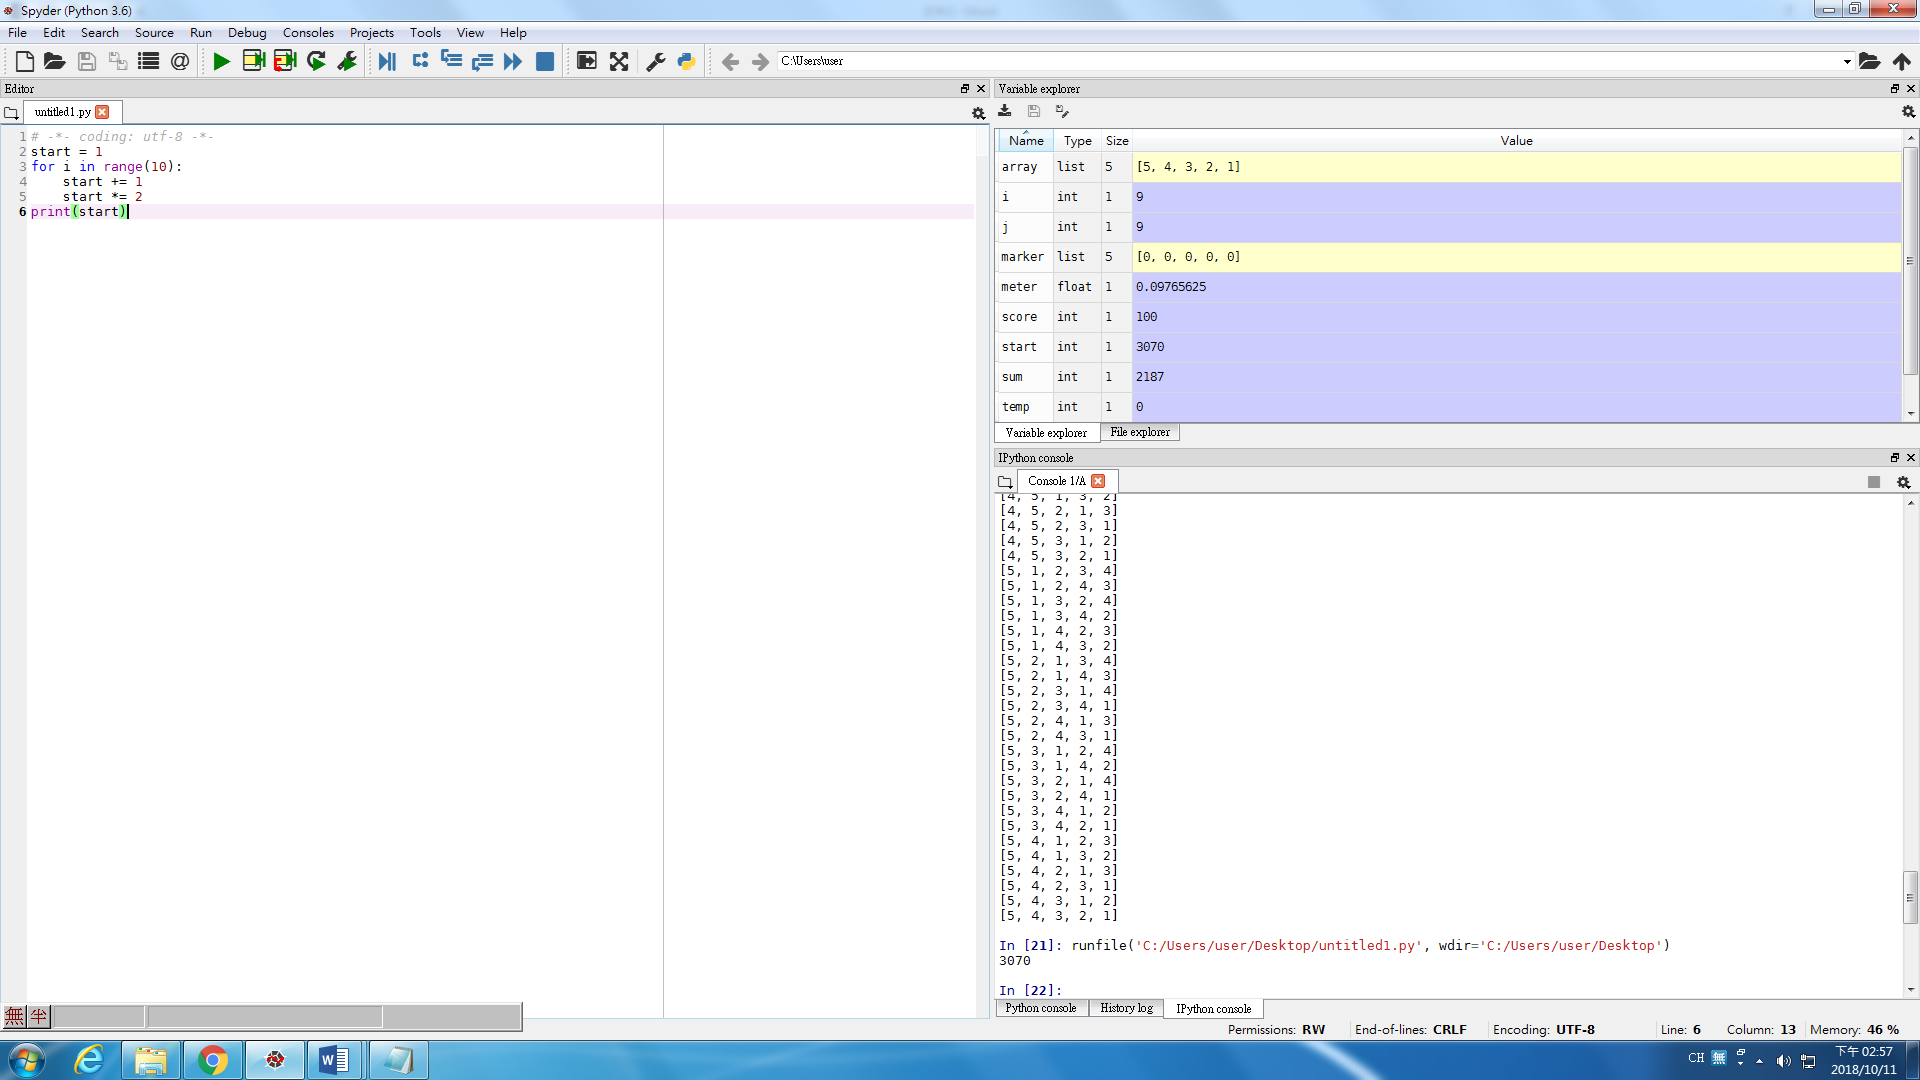 Spyder (Python 3.6)
File Edit Search Source Run Debug Consoles Projects Tools View Help
C:\Users\user
Editor
untitled1.py
1 # -*- coding: utf-8 -*-
2 start = 1
3 for i in range(10):
4     start += 1
5     start *= 2
6 print(start)
Variable explorer
Name Type Size Value
array list 5 [5, 4, 3, 2, 1]
i int 1 9
j int 1 9
marker list 5 [0, 0, 0, 0, 0]
meter float 1 0.09765625
score int 1 100
start int 1 3070
sum int 1 2187
temp int 1 0
Variable explorer File explorer
IPython console
Console 1/A
[4, 5, 1, 3, 2]
[4, 5, 2, 1, 3]
[4, 5, 2, 3, 1]
[4, 5, 3, 1, 2]
[4, 5, 3, 2, 1]
[5, 1, 2, 3, 4]
[5, 1, 2, 4, 3]
[5, 1, 3, 2, 4]
[5, 1, 3, 4, 2]
[5, 1, 4, 2, 3]
[5, 1, 4, 3, 2]
[5, 2, 1, 3, 4]
[5, 2, 1, 4, 3]
[5, 2, 3, 1, 4]
[5, 2, 3, 4, 1]
[5, 2, 4, 1, 3]
[5, 2, 4, 3, 1]
[5, 3, 1, 2, 4]
[5, 3, 1, 4, 2]
[5, 3, 2, 1, 4]
[5, 3, 2, 4, 1]
[5, 3, 4, 1, 2]
[5, 3, 4, 2, 1]
[5, 4, 1, 2, 3]
[5, 4, 1, 3, 2]
[5, 4, 2, 1, 3]
[5, 4, 2, 3, 1]
[5, 4, 3, 1, 2]
[5, 4, 3, 2, 1]
In [21]: runfile('C:/Users/user/Desktop/untitled1.py', wdir='C:/Users/user/Desktop')
3070
In [22]:
Python console History log IPython console
無 半
Permissions: RW End-of-lines: CRLF Encoding: UTF-8 Line: 6 Column: 13 Memory: 46 %
CH 無 下午 02:57
2018/10/11